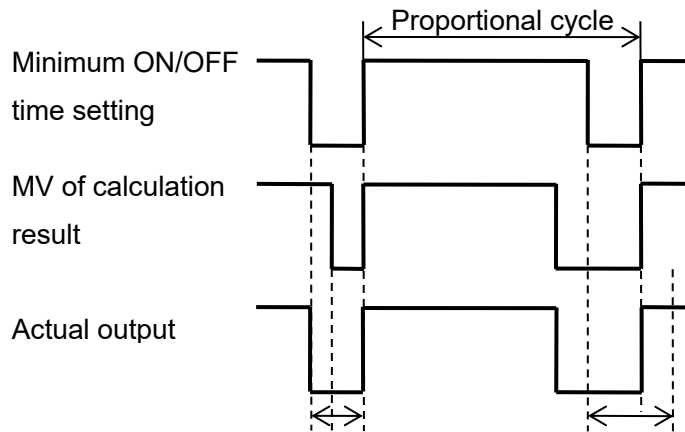 Proportional cycle
Minimum ON/OFF
time setting
MV of calculation
result
Actual output